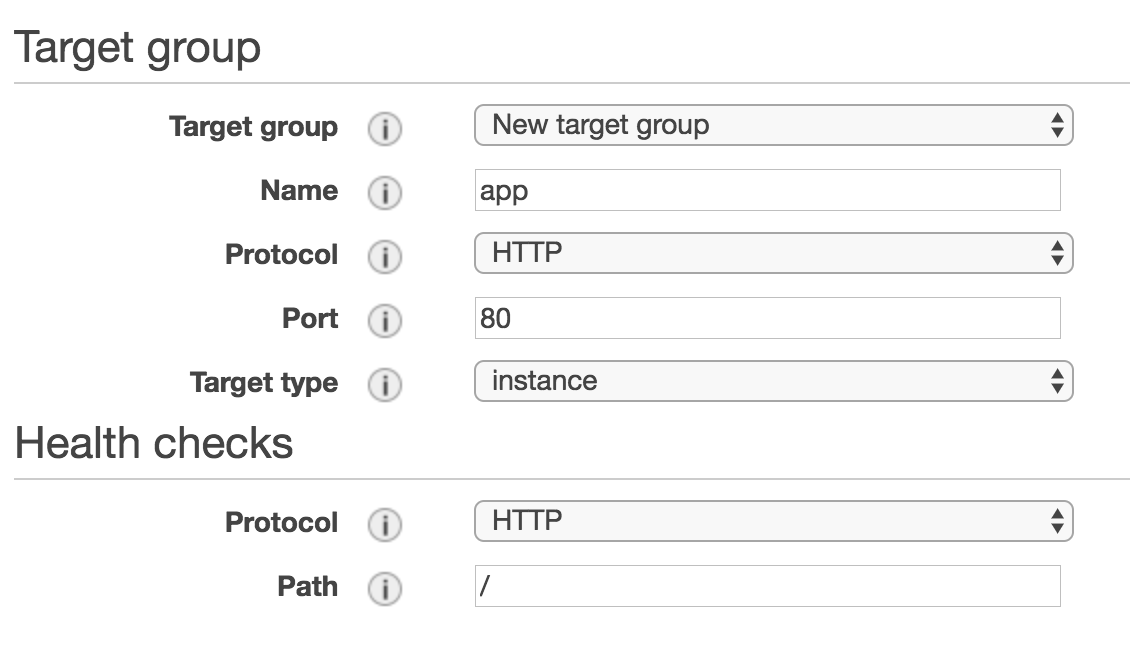 Target group
Target group i New target group
Name i app
Protocol i HTTP
Port i 80
Target type i instance
Health checks
Protocol i HTTP
Path i /